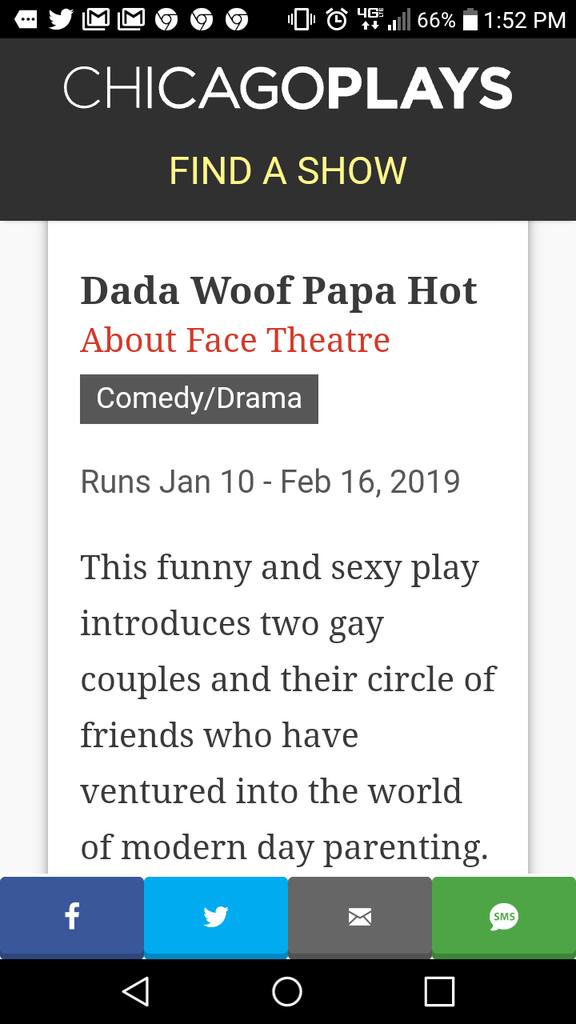 4G 66% 1:52 PM
CHICAGOPLAYS
FIND A SHOW
Dada Woof Papa Hot
About Face Theatre
Comedy/Drama
Runs Jan 10 - Feb 16, 2019
This funny and sexy play
introduces two gay
couples and their circle of
friends who have
ventured into the world
of modern day parenting.
f
SMS